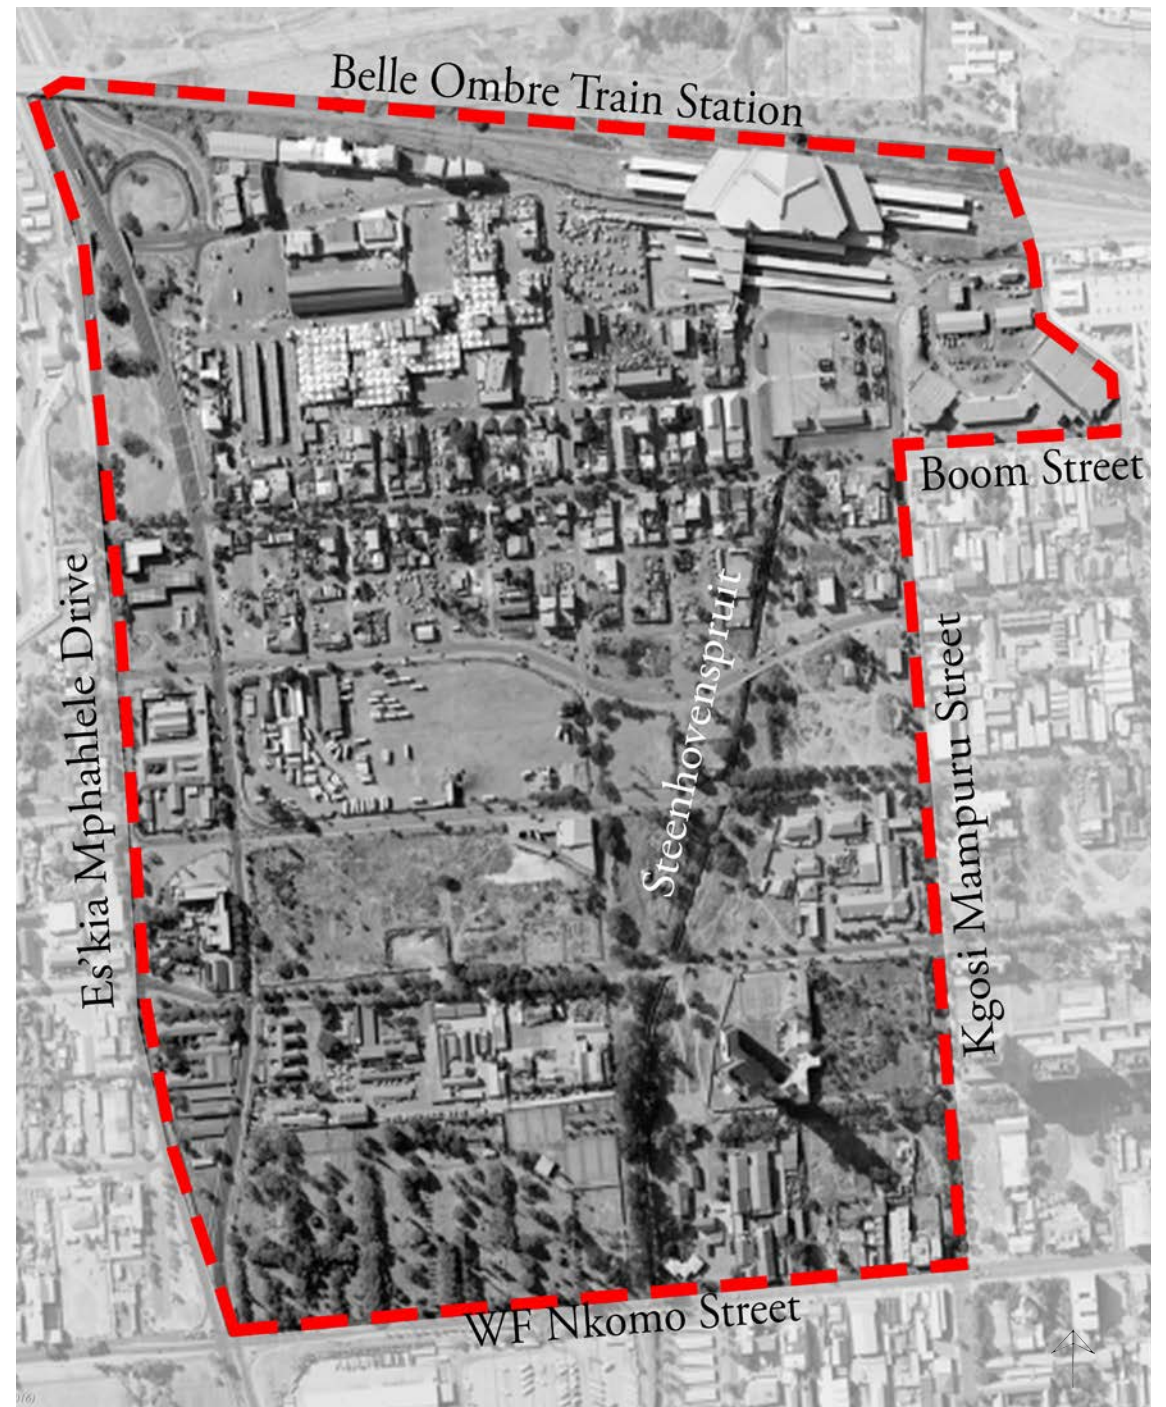 Belle Ombre Train Station
Boom Street
Es'kia Mphahlele Drive
Steenhovenspruit
Kgosi Mampuru Street
WF Nkomo Street